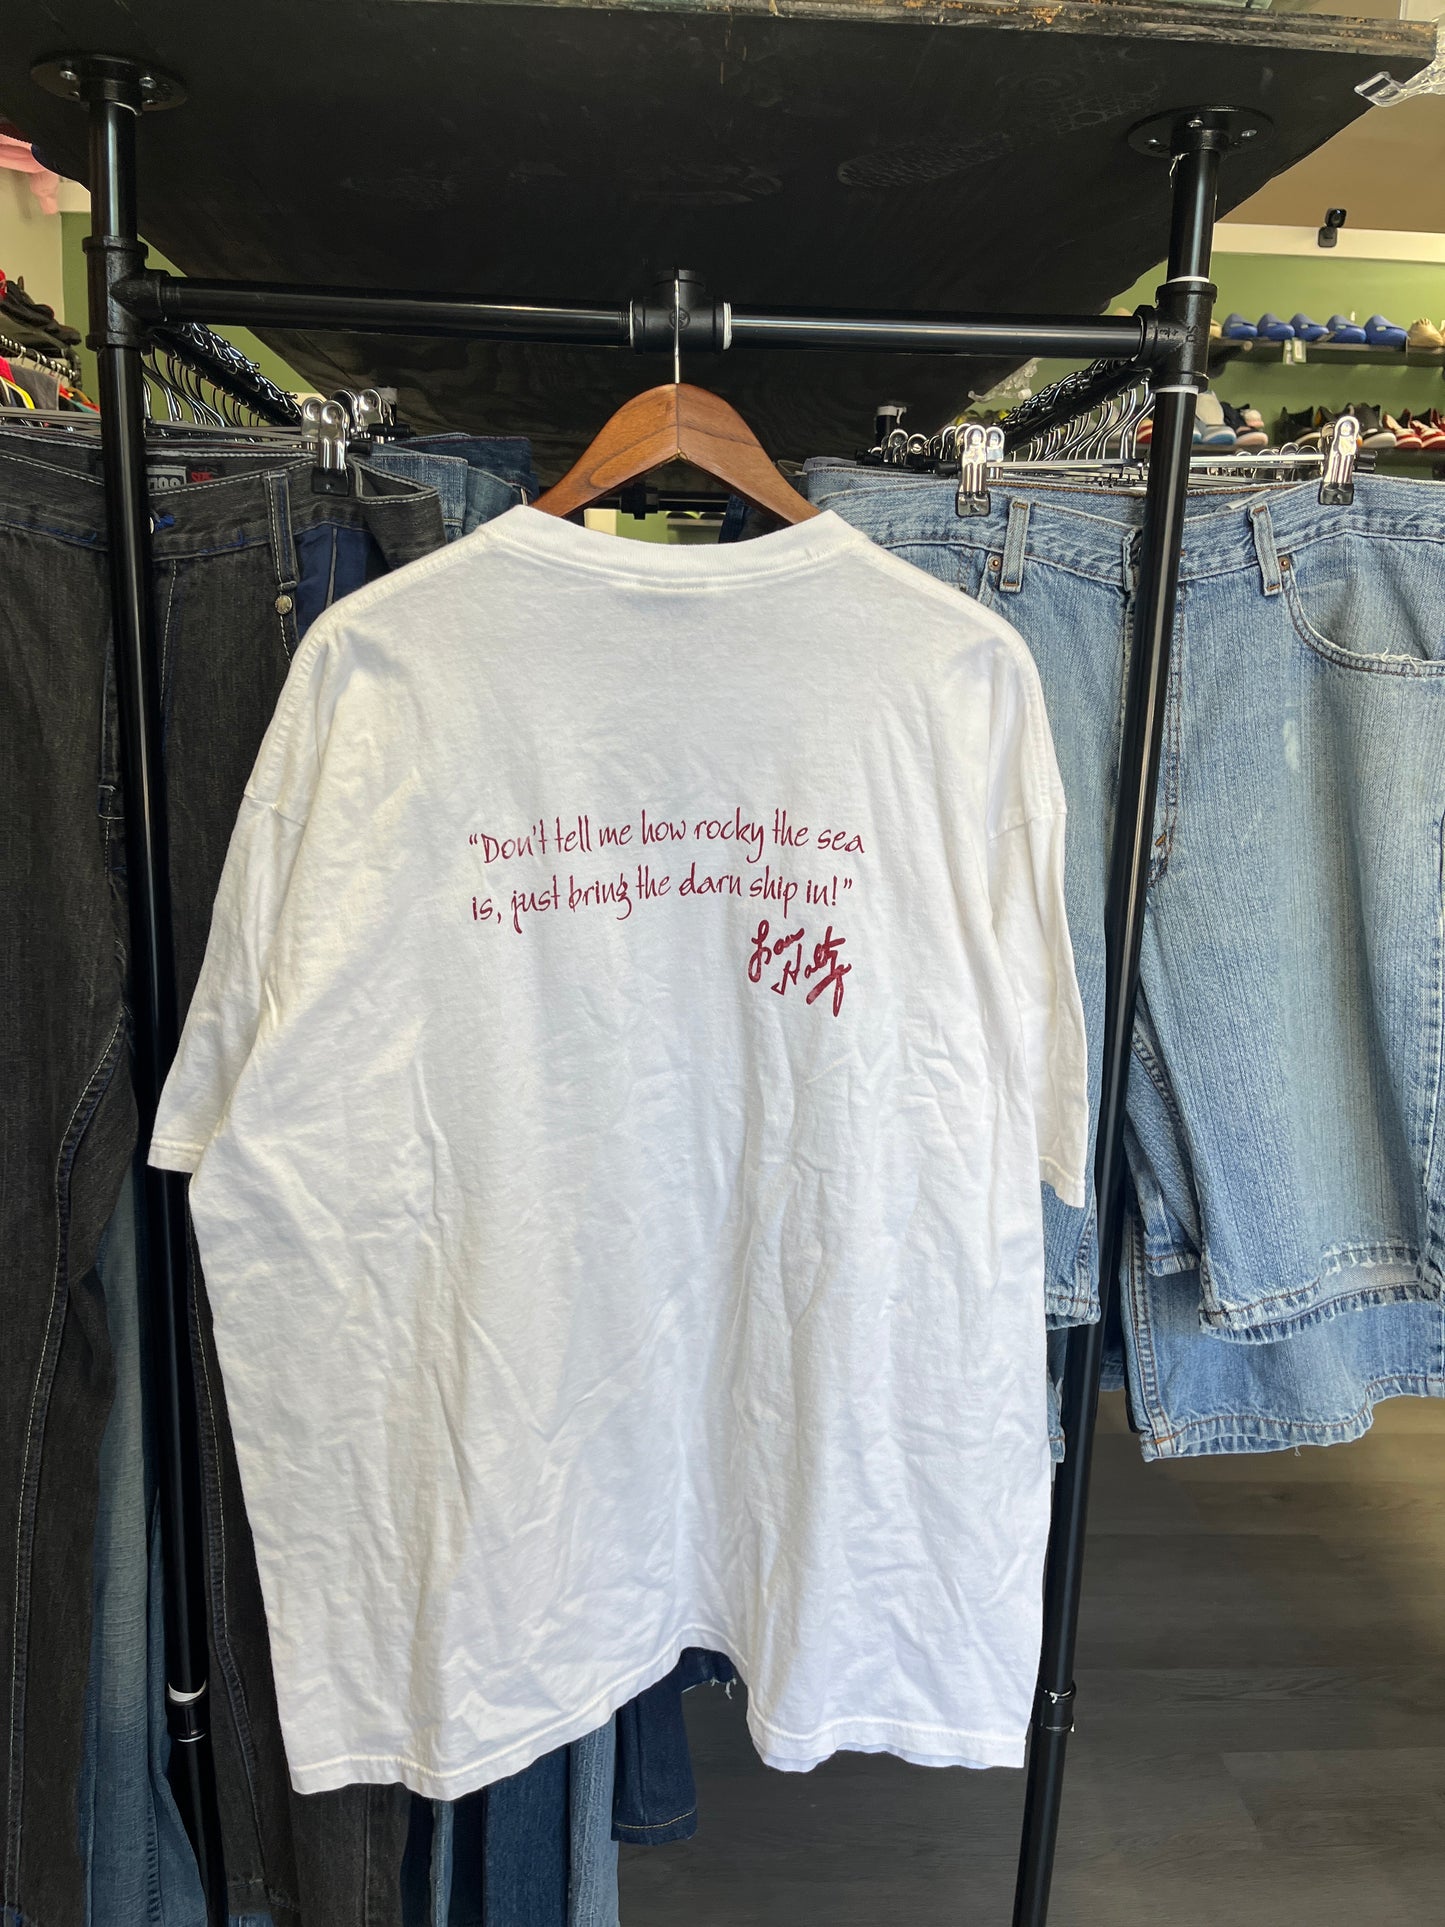 “Don't tell me how rocky the sea
is, just bring the darn ship in!”
Lou
Holtz